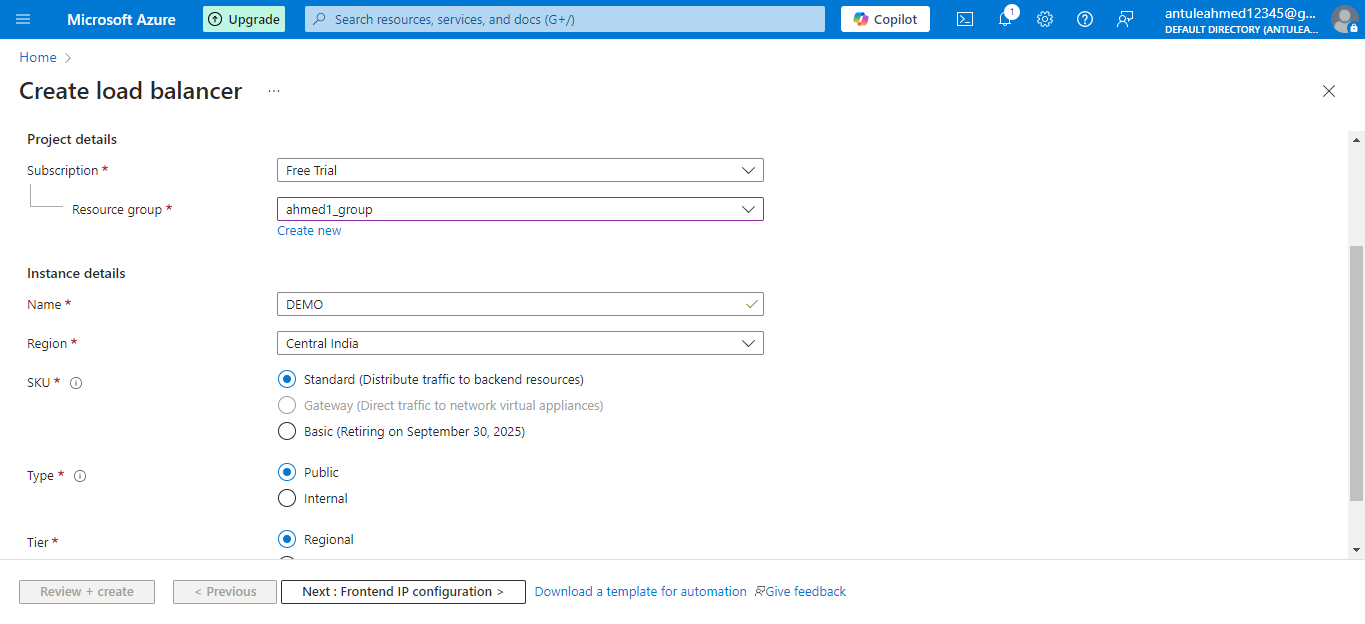 Microsoft Azure Upgrade Search resources, services, and docs (G+/) Copilot 1 antuleahmed12345@g...
DEFAULT DIRECTORY (ANTULEA...
Home >
Create load balancer ...
Project details
Subscription * Free Trial
Resource group * ahmed1_group
Create new
Instance details
Name * DEMO
Region * Central India
SKU * Standard (Distribute traffic to backend resources)
Gateway (Direct traffic to network virtual appliances)
Basic (Retiring on September 30, 2025)
Type * Public
Internal
Tier * Regional
Review + create < Previous Next : Frontend IP configuration > Download a template for automation Give feedback